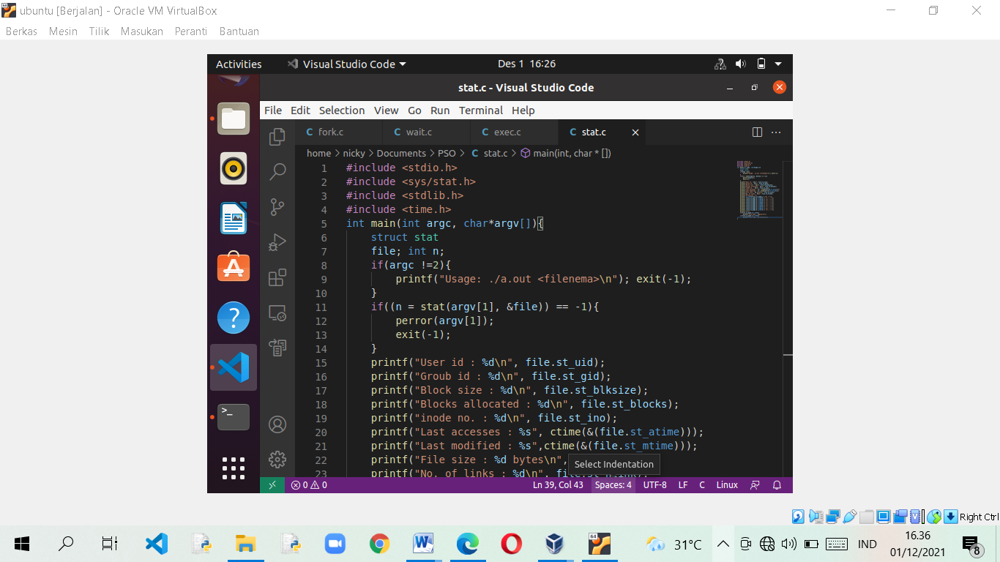 ubuntu [Berjalan] - Oracle VM VirtualBox
Berkas Mesin Tilik Masukan Peranti Bantuan
Activities Visual Studio Code Des 1 16:26
stat.c - Visual Studio Code
File Edit Selection View Go Run Terminal Help
C fork.c C wait.c C exec.c C stat.c
home > nicky > Documents > PSO > C stat.c > main(int, char * [])
1 #include <stdio.h>
2 #include <sys/stat.h>
3 #include <stdlib.h>
4 #include <time.h>
5 int main(int argc, char*argv[]){
6 struct stat
7 file; int n;
8 if(argc !=2){
9 printf("Usage: ./a.out <filenema>\n"); exit(-1);
10 }
11 if((n = stat(argv[1], &file)) == -1){
12 perror(argv[1]);
13 exit(-1);
14 }
15 printf("User id : %d\n", file.st_uid);
16 printf("Groub id : %d\n", file.st_gid);
17 printf("Block size : %d\n", file.st_blksize);
18 printf("Blocks allocated : %d\n", file.st_blocks);
19 printf("inode no. : %d\n", file.st_ino);
20 printf("Last accesses : %s", ctime(&(file.st_atime)));
21 printf("Last modified : %s",ctime(&(file.st_mtime)));
22 printf("File size : %d bytes\n",
Select Indentation
23 printf("No. of links : %d\n",
0 0 Ln 39, Col 43 Spaces: 4 UTF-8 LF C Linux
Right Ctrl
64
31°C IND 16.36
01/12/2021
8